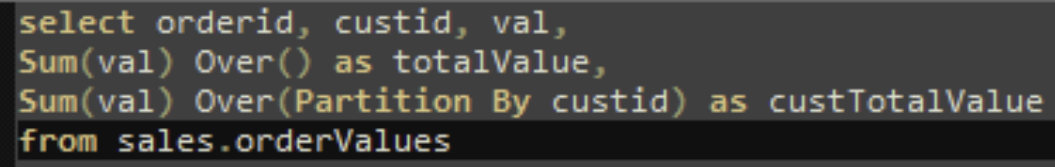 select orderid, custid, val,
Sum(val) Over() as totalValue,
Sum(val) Over(Partition By custid) as custTotalValue
from sales.orderValues